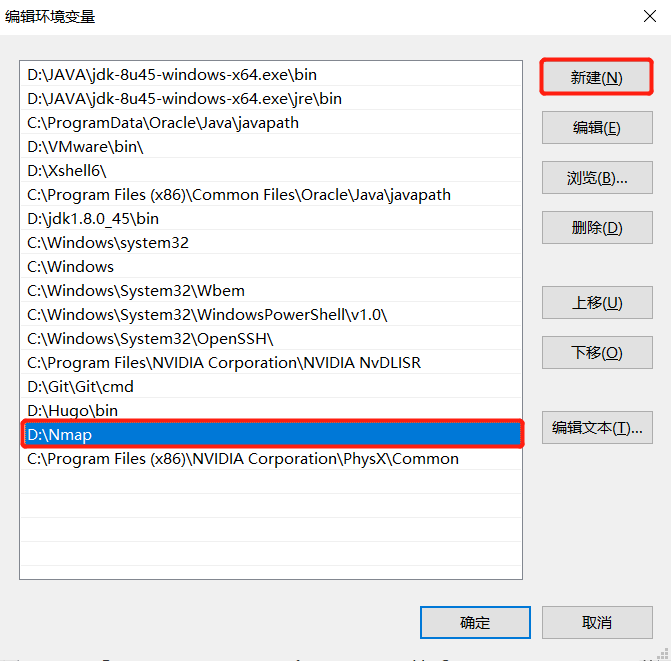 编辑环境变量
D:\JAVA\jdk-8u45-windows-x64.exe\bin
D:\JAVA\jdk-8u45-windows-x64.exe\jre\bin
C:\ProgramData\Oracle\Java\javapath
D:\VMware\bin\
D:\Xshell6\
C:\Program Files (x86)\Common Files\Oracle\Java\javapath
D:\jdk1.8.0_45\bin
C:\Windows\system32
C:\Windows
C:\Windows\System32\Wbem
C:\Windows\System32\WindowsPowerShell\v1.0\
C:\Windows\System32\OpenSSH\
C:\Program Files\NVIDIA Corporation\NVIDIA NvDLISR
D:\Git\Git\cmd
D:\Hugo\bin
D:\Nmap
C:\Program Files (x86)\NVIDIA Corporation\PhysX\Common
新建(N)
编辑(E)
浏览(B)...
删除(D)
上移(U)
下移(O)
编辑文本(T)...
确定
取消